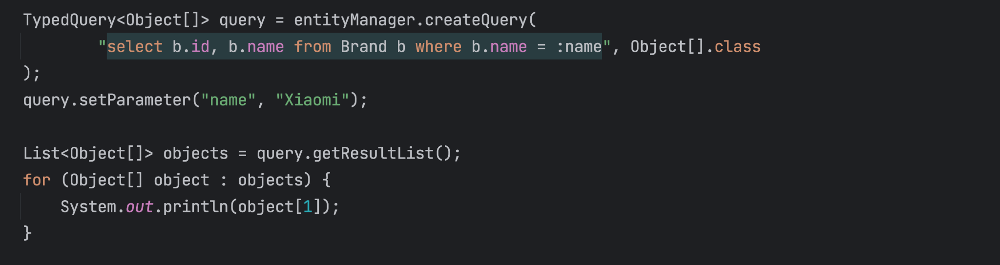 TypedQuery<Object[]> query = entityManager.createQuery(
        "select b.id, b.name from Brand b where b.name = :name", Object[].class
);
query.setParameter("name", "Xiaomi");

List<Object[]> objects = query.getResultList();
for (Object[] object : objects) {
    System.out.println(object[1]);
}